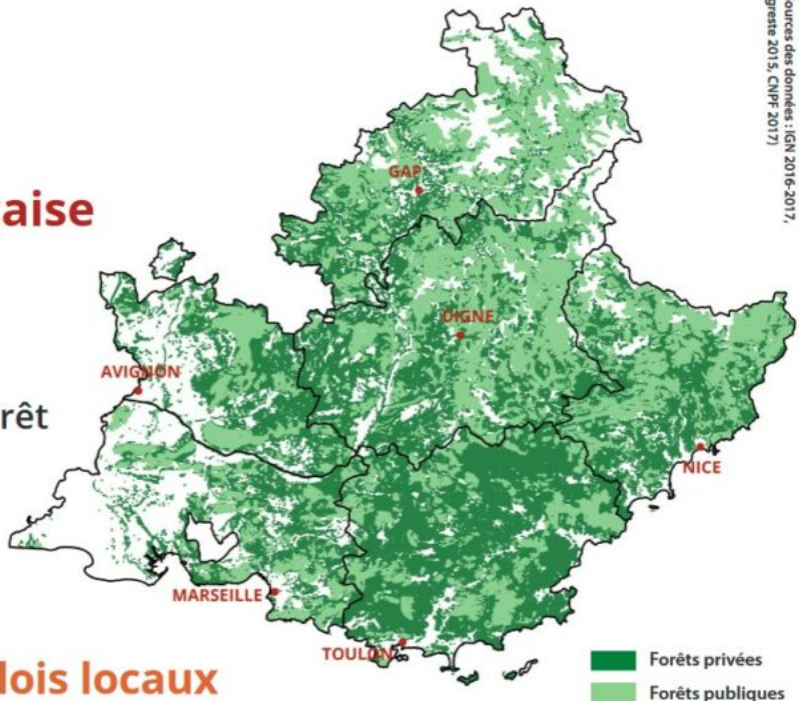 ources des données : IGN 2016-2017,
greste 2015, CNPF 2017)
aise
rêt
lois locaux
GAP
DIGNE
AVIGNON
NICE
MARSEILLE
TOULON
Forêts privées
Forêts publiques